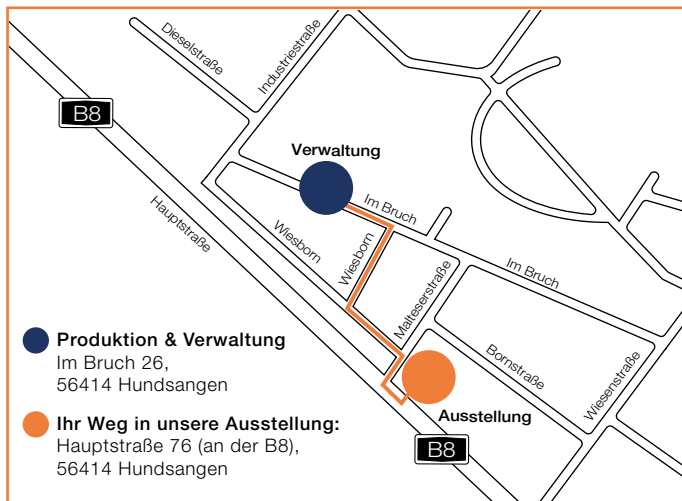 Dieselstraße
Industriestraße
B8
Verwaltung
Hauptstraße
Im Bruch
Wiesborn
Wiesborn
Im Bruch
Malteserstraße
Bornstraße
Wiesenstraße
Ausstellung
B8
Produktion & Verwaltung
Im Bruch 26,
56414 Hundsangen
Ihr Weg in unsere Ausstellung:
Hauptstraße 76 (an der B8),
56414 Hundsangen